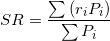 SR = \frac{\sum (r_i P_i)}{\sum P_i}